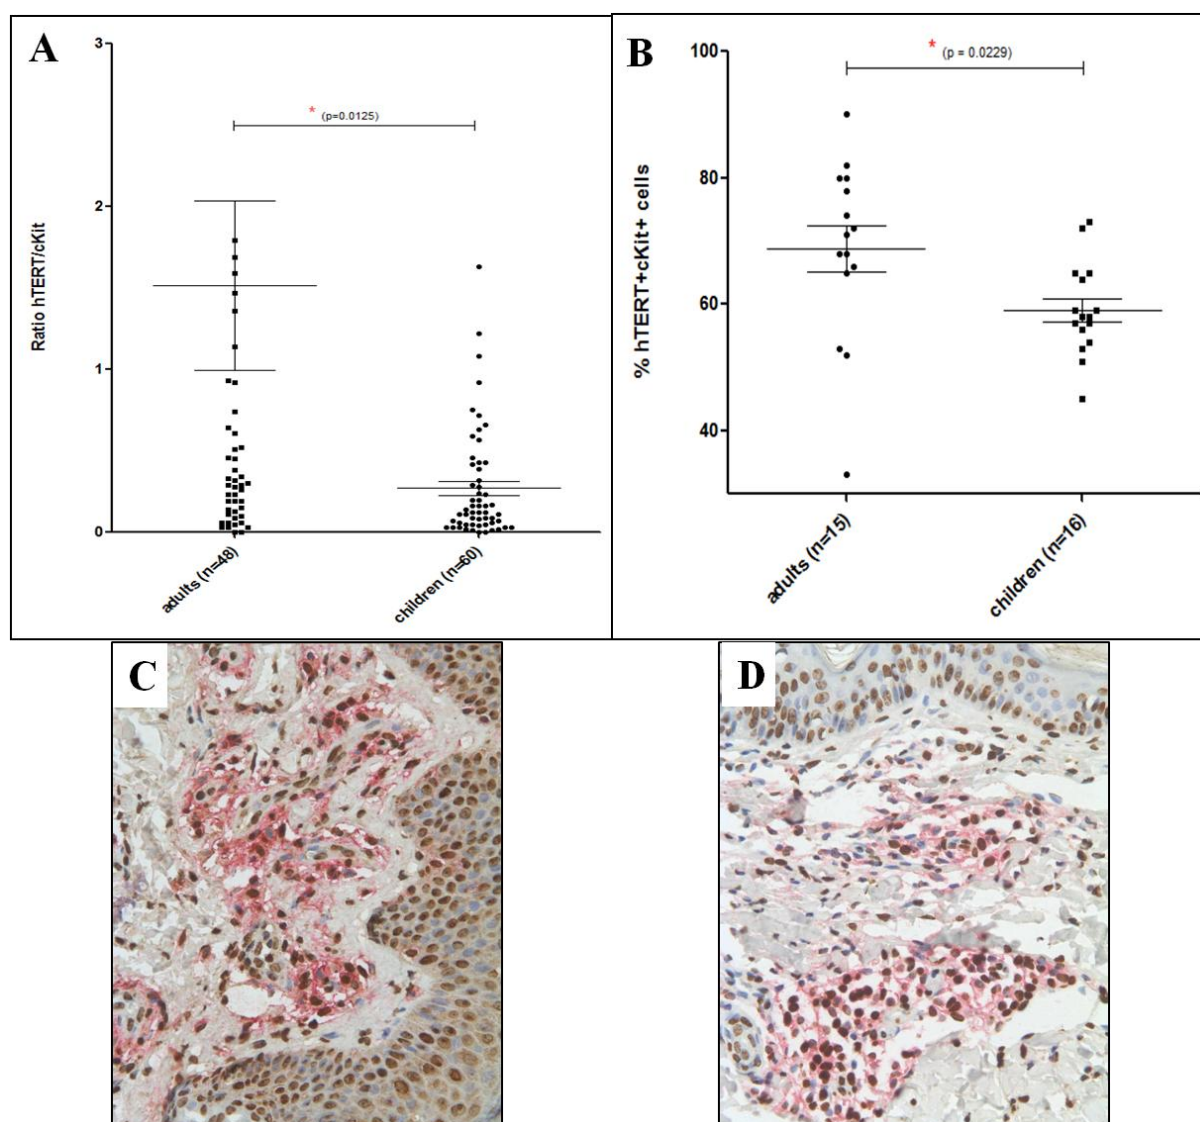 A
3
2
1
0
Ratio hTERT/cKit
* (p=0.0125)
adults (n=48)
children (n=60)
B
100
80
60
40
% hTERT+cKit+ cells
* (p = 0.0229)
adults (n=15)
children (n=16)
C
D